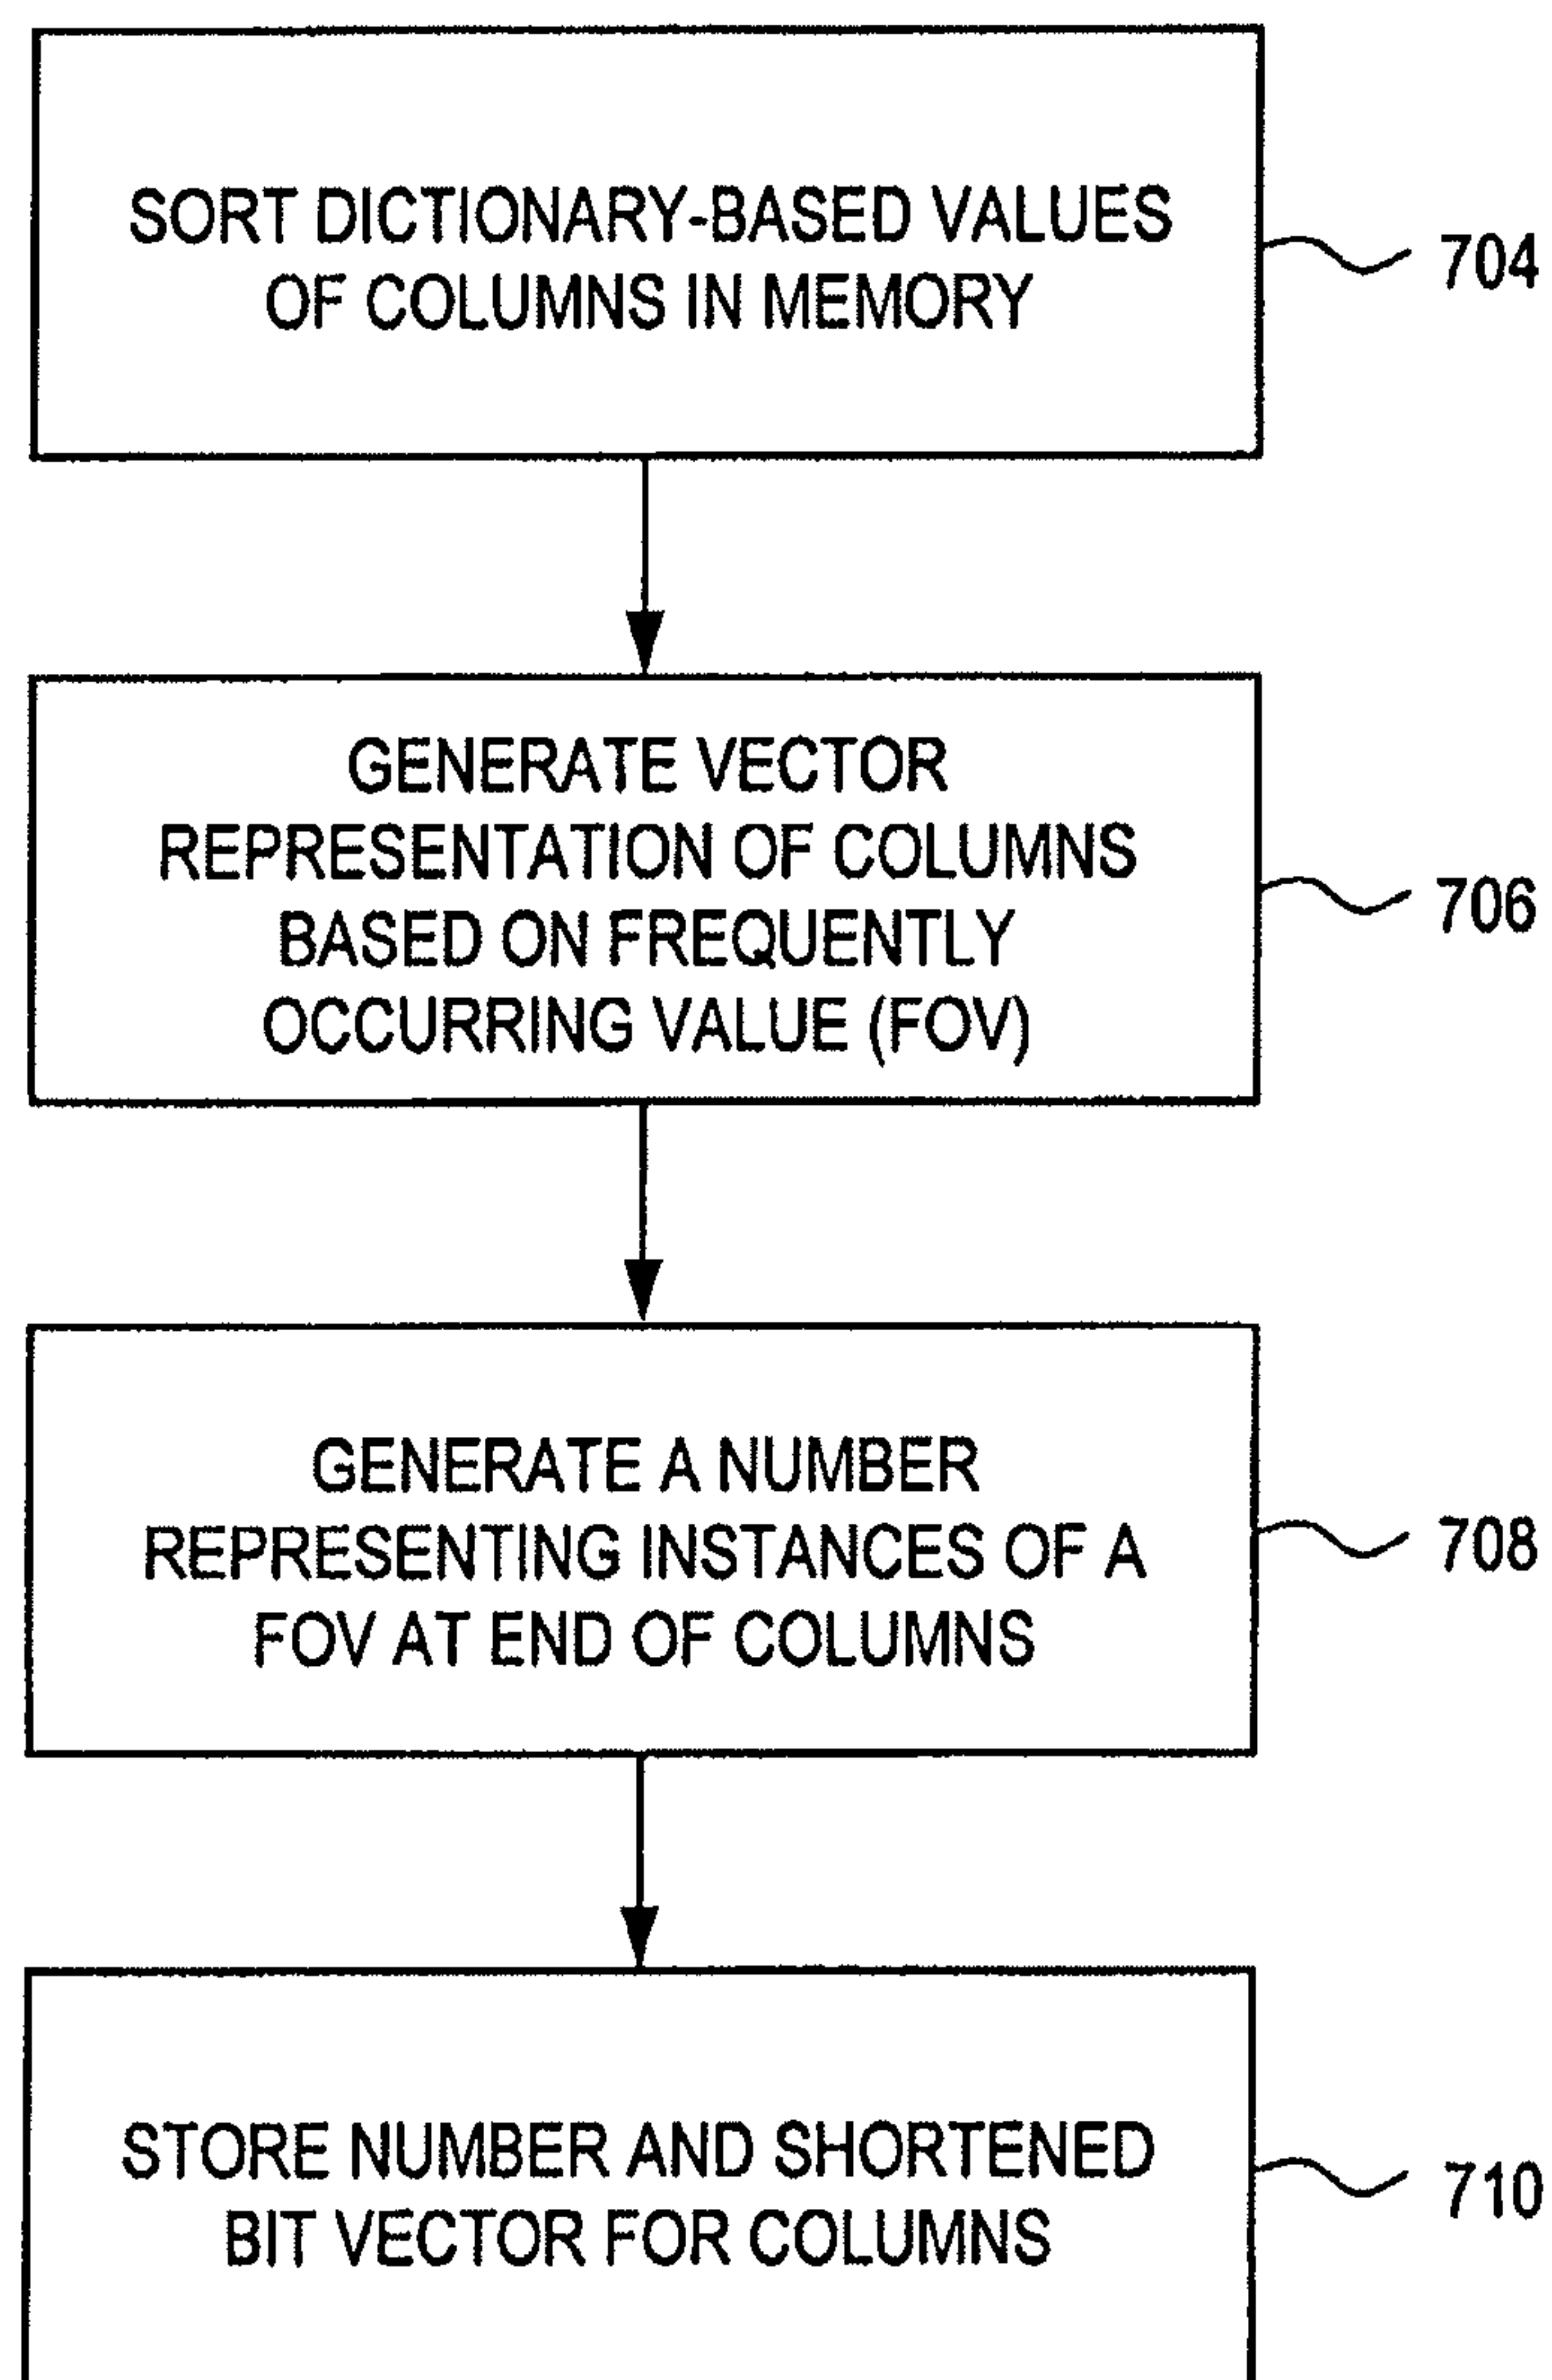 SORT DICTIONARY-BASED VALUES
OF COLUMNS IN MEMORY
704
GENERATE VECTOR
REPRESENTATION OF COLUMNS
BASED ON FREQUENTLY
OCCURRING VALUE (FOV)
706
GENERATE A NUMBER
REPRESENTING INSTANCES OF A
FOV AT END OF COLUMNS
708
STORE NUMBER AND SHORTENED
BIT VECTOR FOR COLUMNS
710